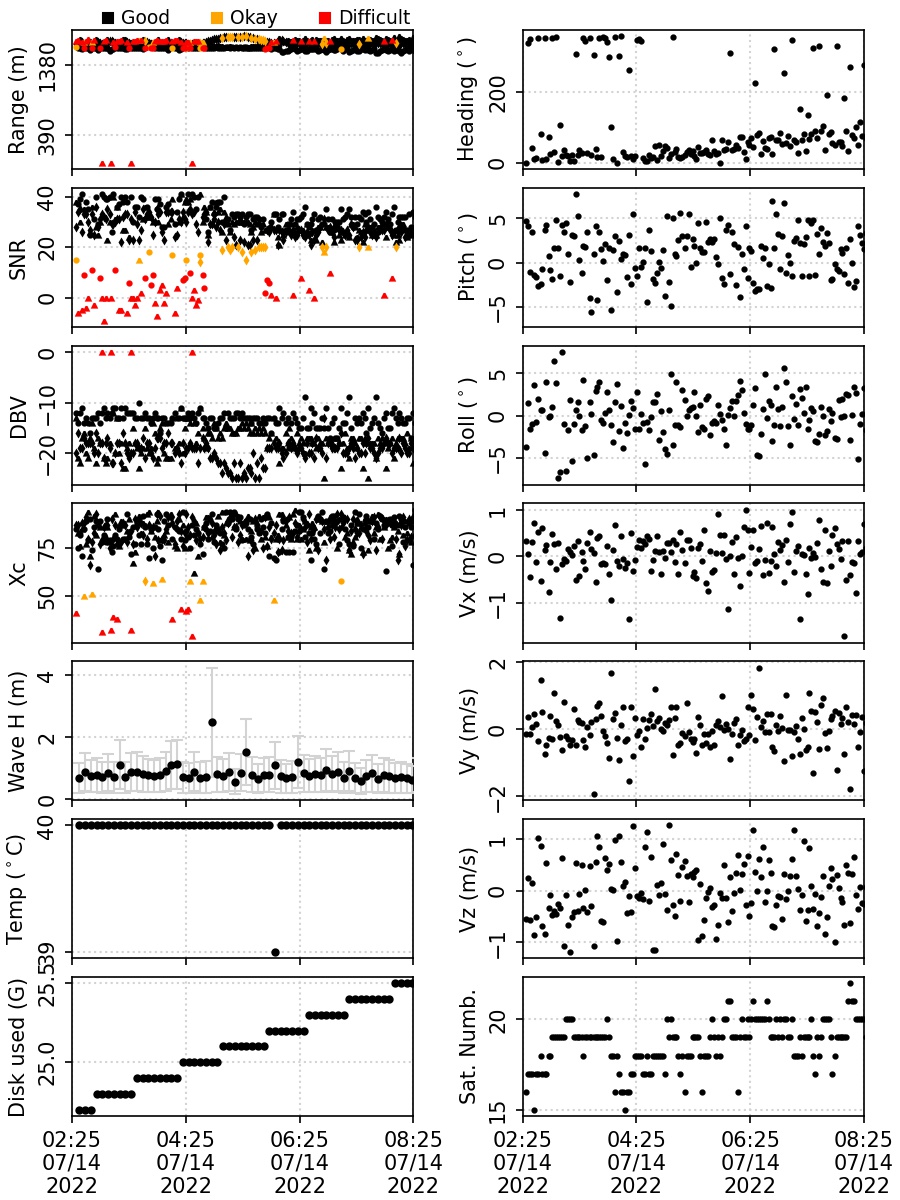 Good Okay Difficult
Range (m)
1380
390
Heading (°)
200
0
SNR
40
20
0
Pitch (°)
5
0
−5
DBV
0
−10
−20
Roll (°)
5
0
−5
Xc
75
50
Vx (m/s)
1
0
−1
Wave H (m)
4
2
0
Vy (m/s)
2
0
−2
Temp (°C)
40
39
Vz (m/s)
1
0
−1
Disk used (G)
25.5
25.0
Sat. Numb.
20
15
02:25 04:25 06:25 08:25 02:25 04:25 06:25 08:25
07/14 07/14 07/14 07/14 07/14 07/14 07/14 07/14
2022 2022 2022 2022 2022 2022 2022 2022